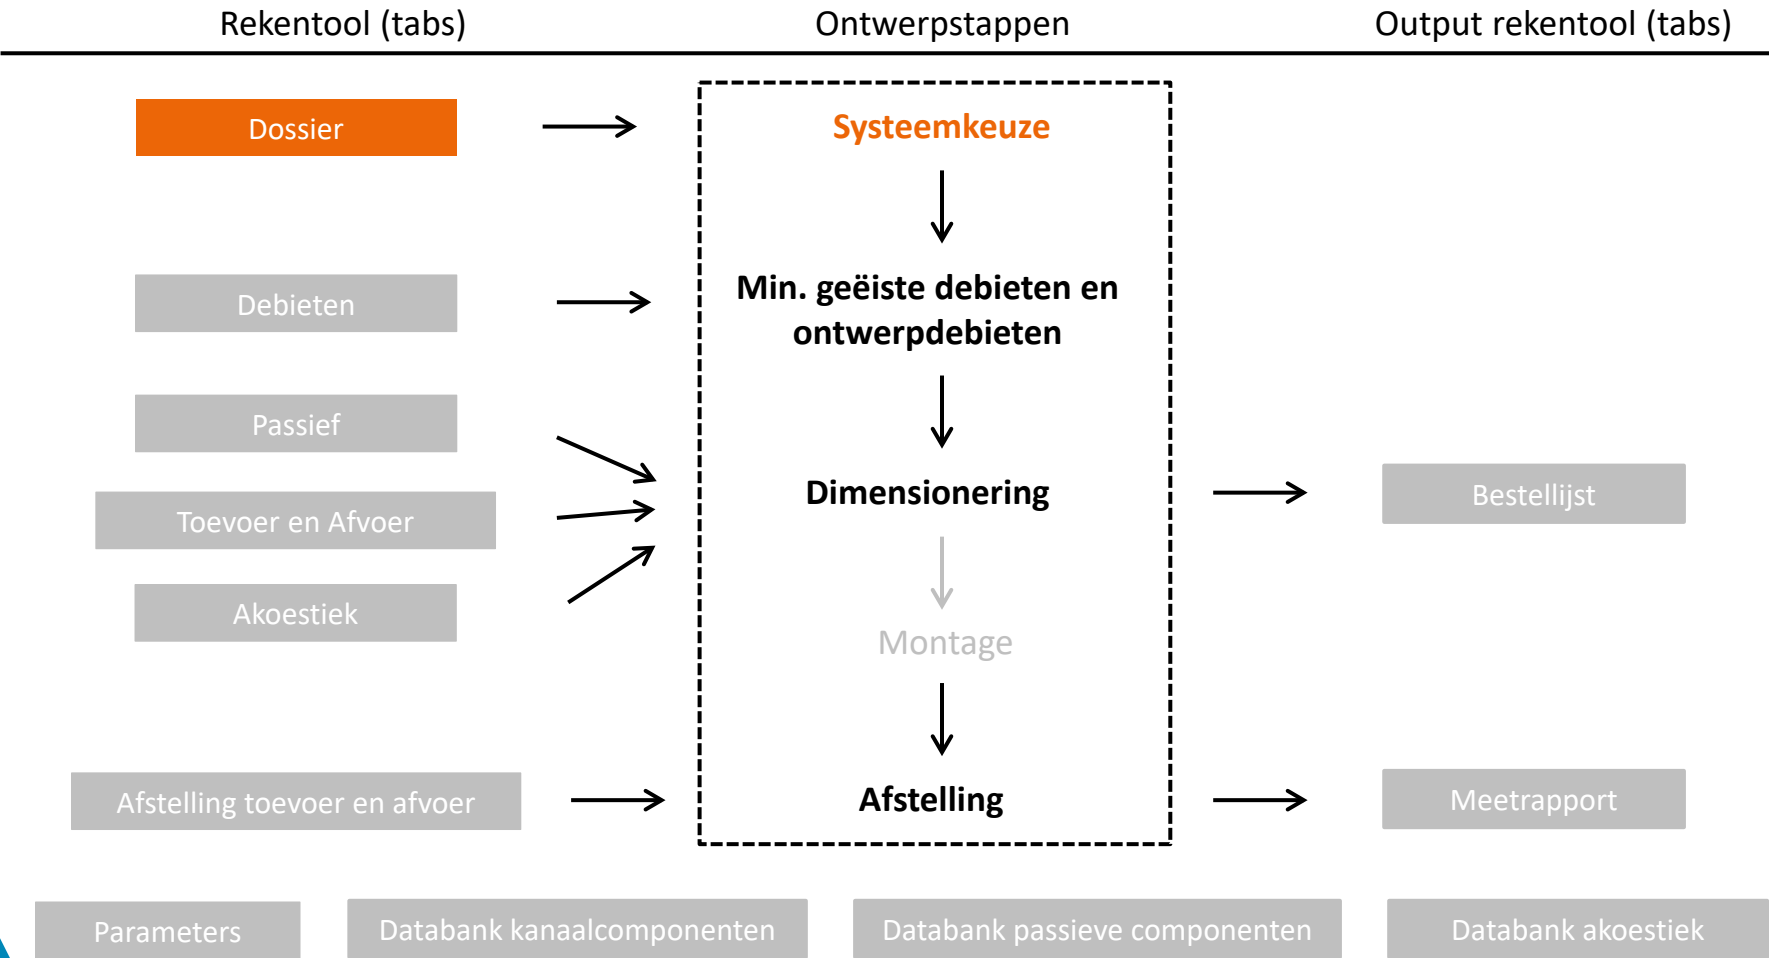 Rekentool (tabs)
Ontwerpstappen
Output rekentool (tabs)
Dossier
Systeemkeuze
Debieten
Min. geëiste debieten en
ontwerpdebieten
Passief
Toevoer en Afvoer
Akoestiek
Dimensionering
Bestellijst
Montage
Afstelling toevoer en afvoer
Afstelling
Meetrapport
Parameters
Databank kanaalcomponenten
Databank passieve componenten
Databank akoestiek